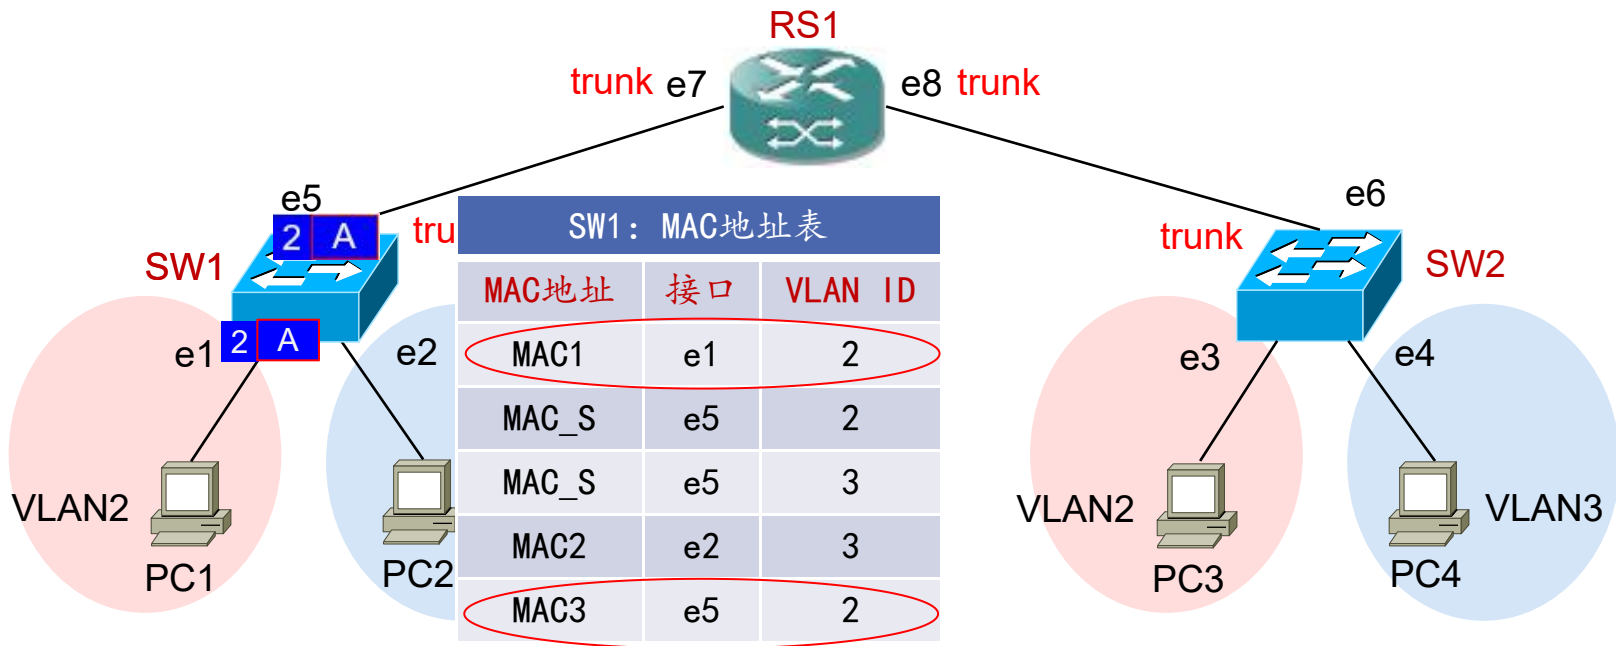 RS1
trunk e7
e8 trunk
e5
2 A
tru
SW1
2 A
e1
e2
VLAN2
PC1
PC2
SW1: MAC地址表
MAC地址 接口 VLAN ID
MAC1 e1 2
MAC_S e5 2
MAC_S e5 3
MAC2 e2 3
MAC3 e5 2
e6
trunk
SW2
e3
e4
VLAN2
VLAN3
PC3
PC4